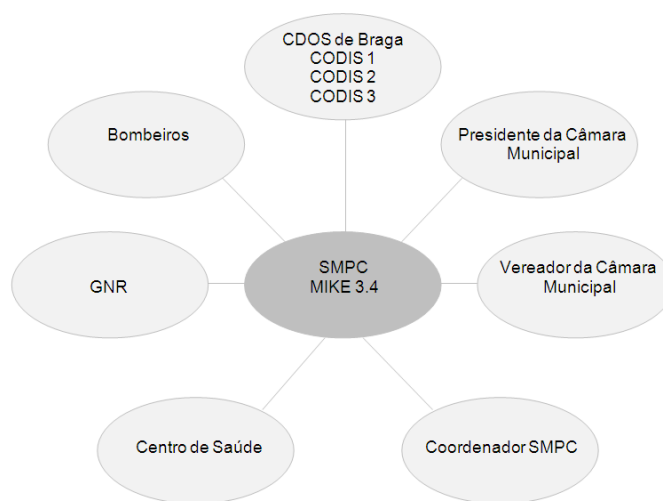 CDOS de Braga
CODIS 1
CODIS 2
CODIS 3
Bombeiros
Presidente da Câmara
Municipal
SMPC
MIKE 3.4
GNR
Vereador da Câmara
Municipal
Centro de Saúde
Coordenador SMPC